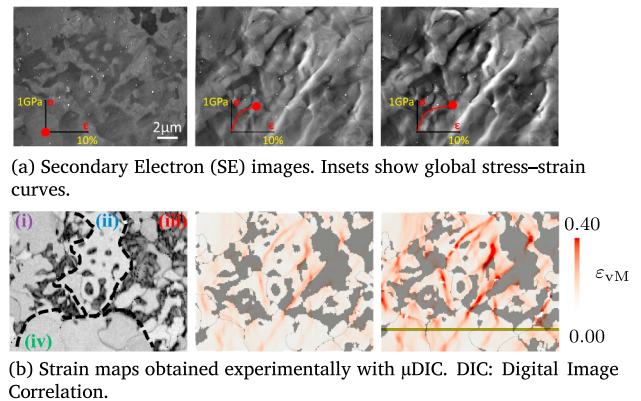 1GPa σ
ε
10%
2μm
1GPa σ
ε
10%
1GPa σ
ε
10%
(a) Secondary Electron (SE) images. Insets show global stress–strain
curves.
(i) (ii) (iii)
(iv)
0.40
εvM
0.00
(b) Strain maps obtained experimentally with μDIC. DIC: Digital Image
Correlation.